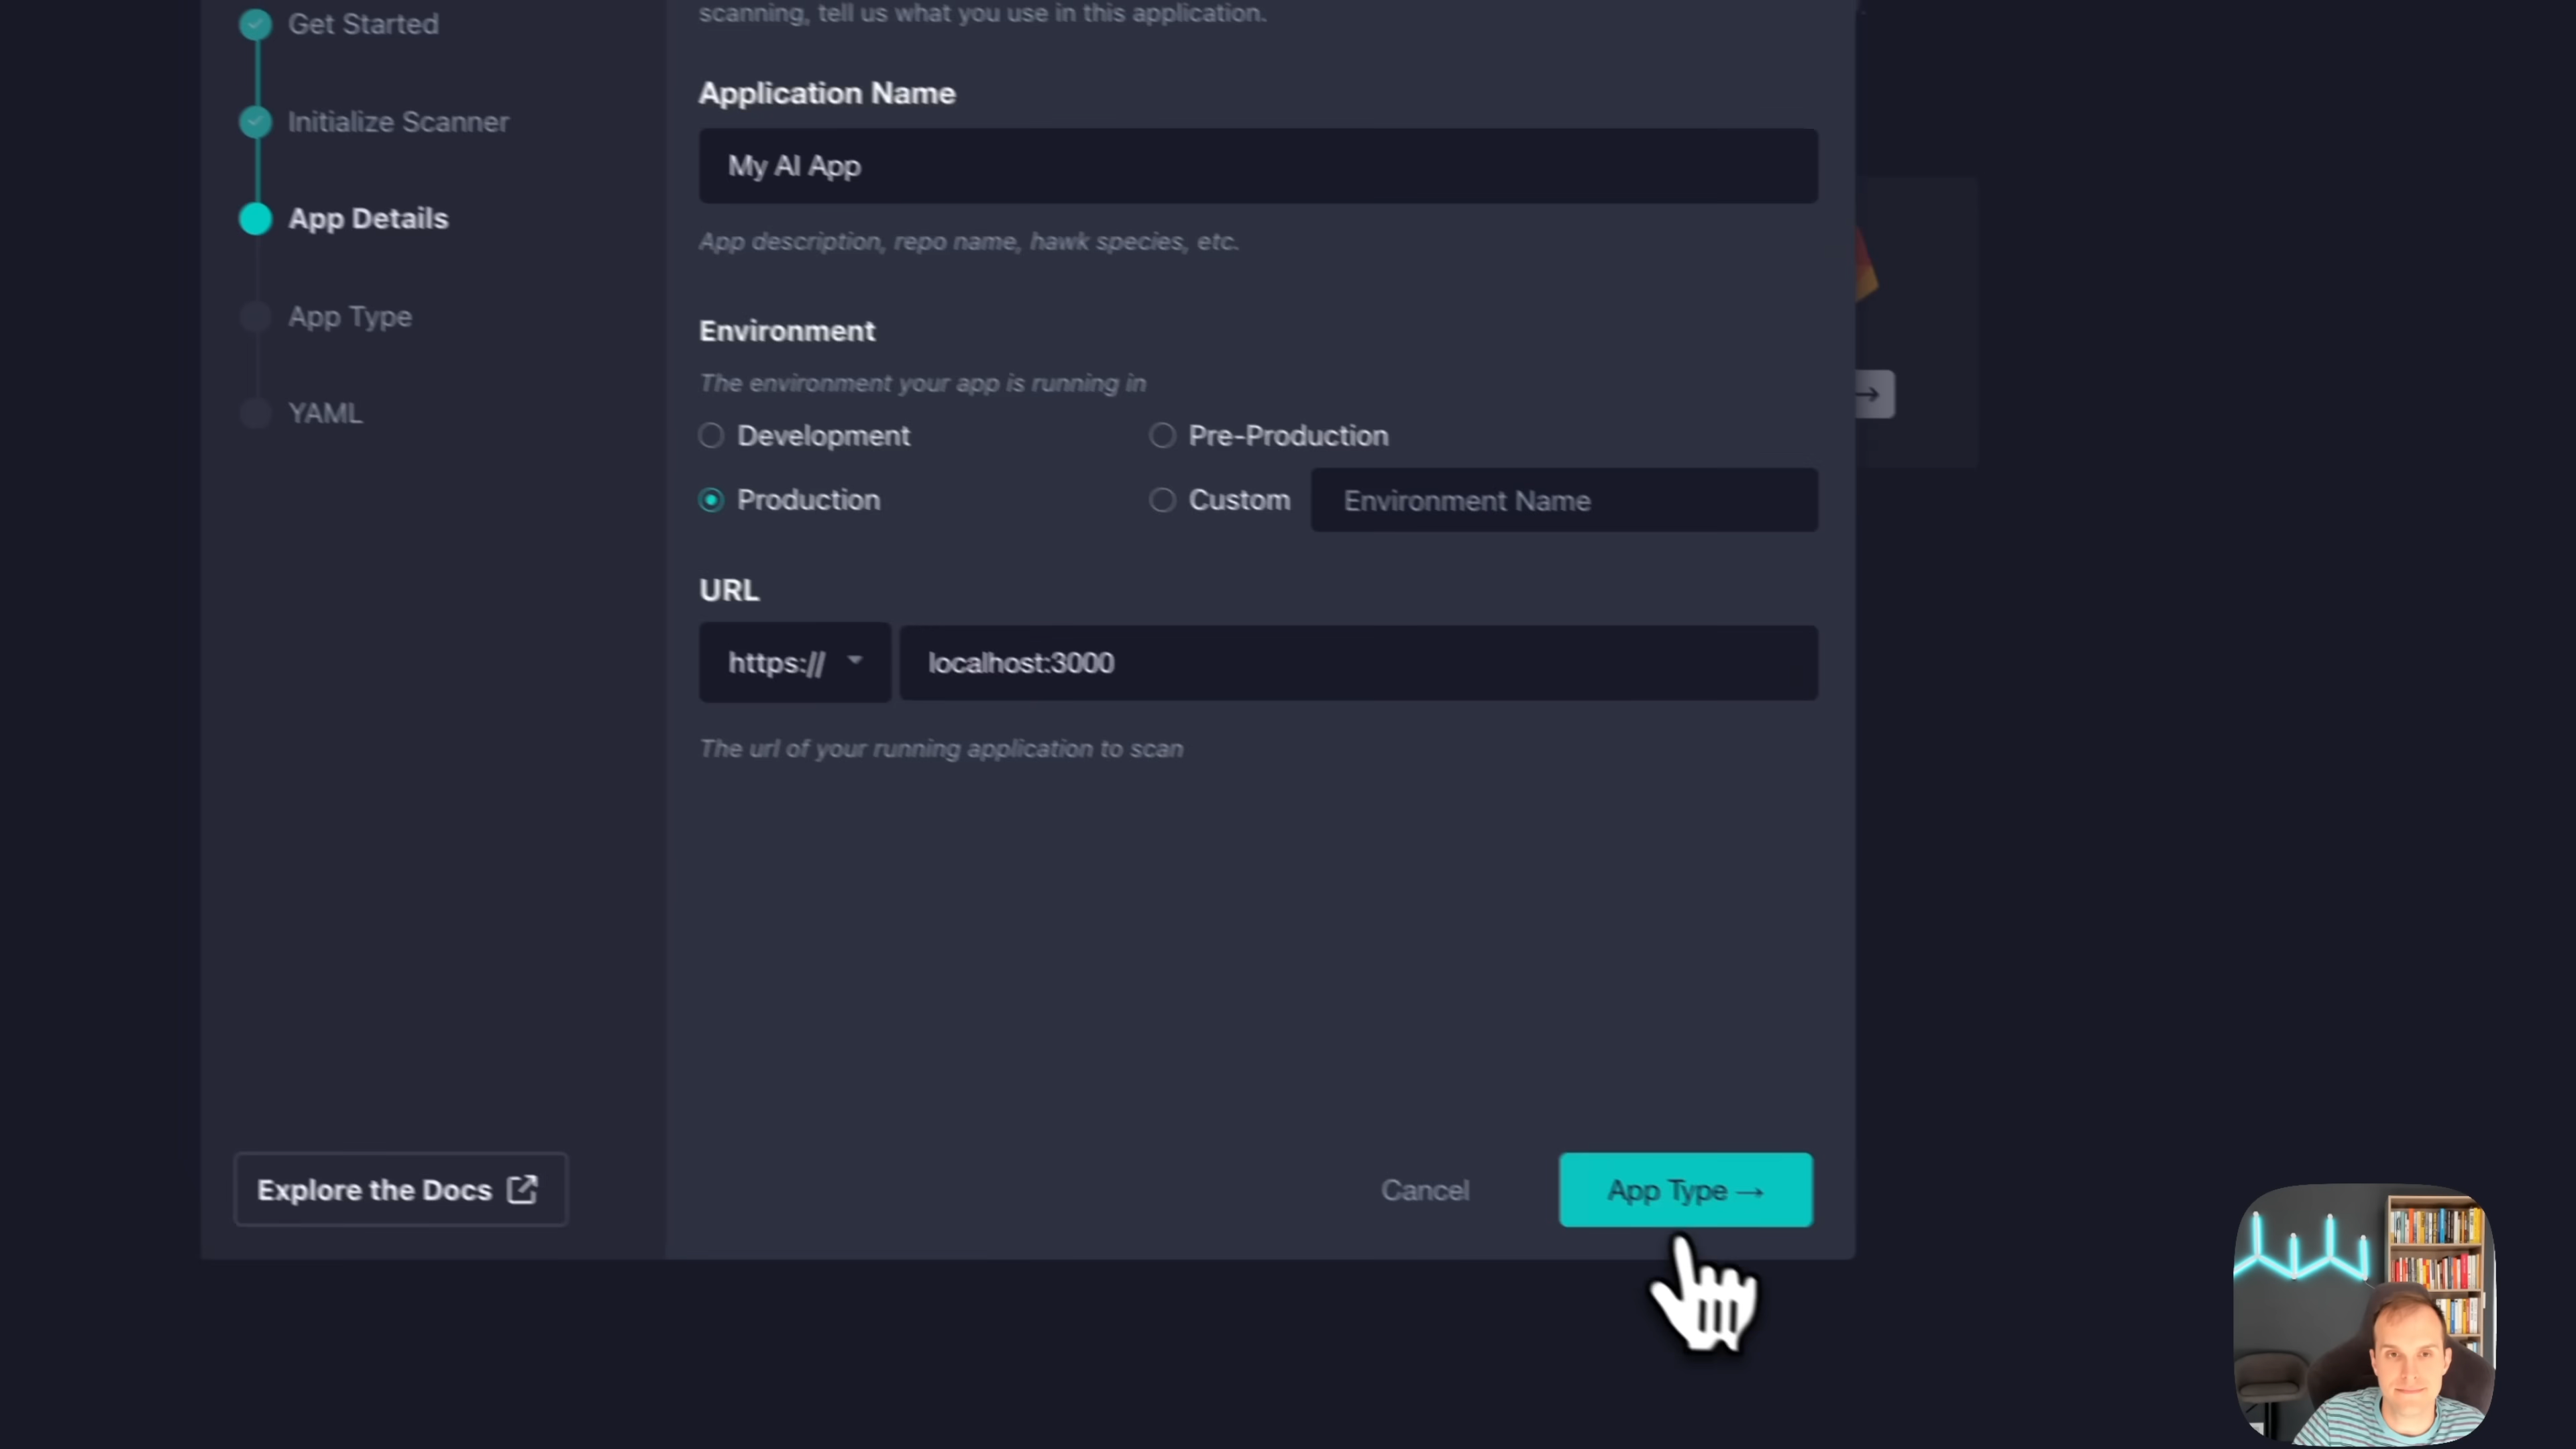 Get Started
Initialize Scanner
App Details
App Type
YAML
Explore the Docs
scanning, tell us what you use in this application.
Application Name
My AI App
App description, repo name, hawk species, etc.
Environment
The environment your app is running in
Development
Pre-Production
Production
Custom
Environment Name
URL
https://
localhost:3000
The url of your running application to scan
Cancel
App Type →